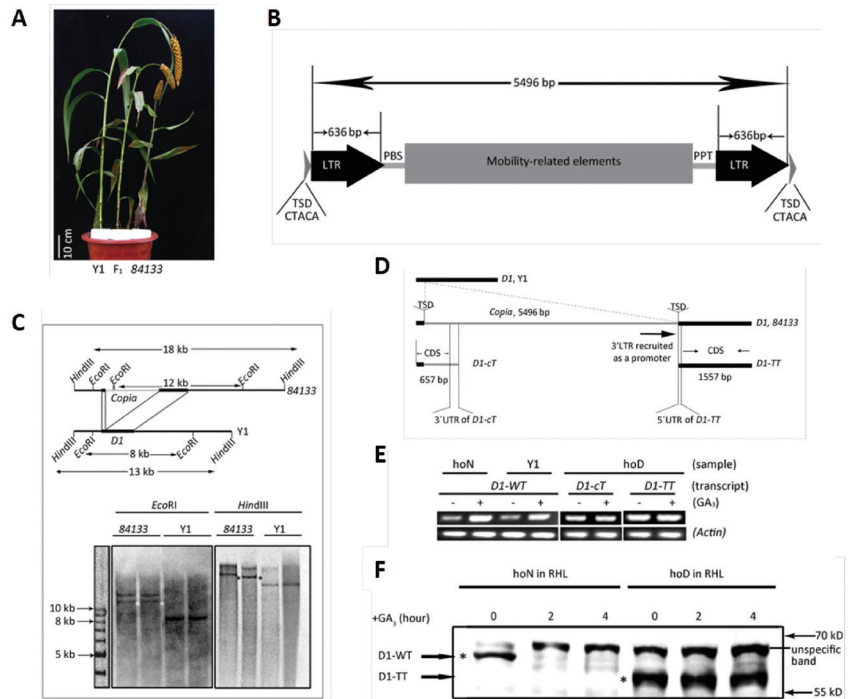 A
10 cm
Y1 F1 84133
B
5496 bp
636bp
636bp
LTR
PBS
Mobility-related elements
PPT
LTR
TSD
CTACA
TSD
CTACA
C
18 kb
HindIII
EcoRI
EcoRI
12 kb
EcoRI
HindIII
84133
Copia
D1
Y1
HindIII
EcoRI
8 kb
EcoRI
HindIII
13 kb
EcoRI
HindIII
84133
Y1
84133
Y1
10 kb
8 kb
5 kb
D
D1, Y1
TSD
Copia, 5496 bp
TSD
D1, 84133
3'LTR recruited
as a promoter
CDS
D1-cT
657 bp
CDS
D1-TT
1557 bp
3´UTR of D1-cT
5´UTR of D1-TT
E
hoN Y1 hoD (sample)
D1-WT D1-cT D1-TT (transcript)
- + - + - + - + (GA3)
(Actin)
F
hoN in RHL hoD in RHL
+GA3 (hour) 0 2 4 0 2 4
70 kD
unspecific
band
D1-WT *
D1-TT *
55 kD